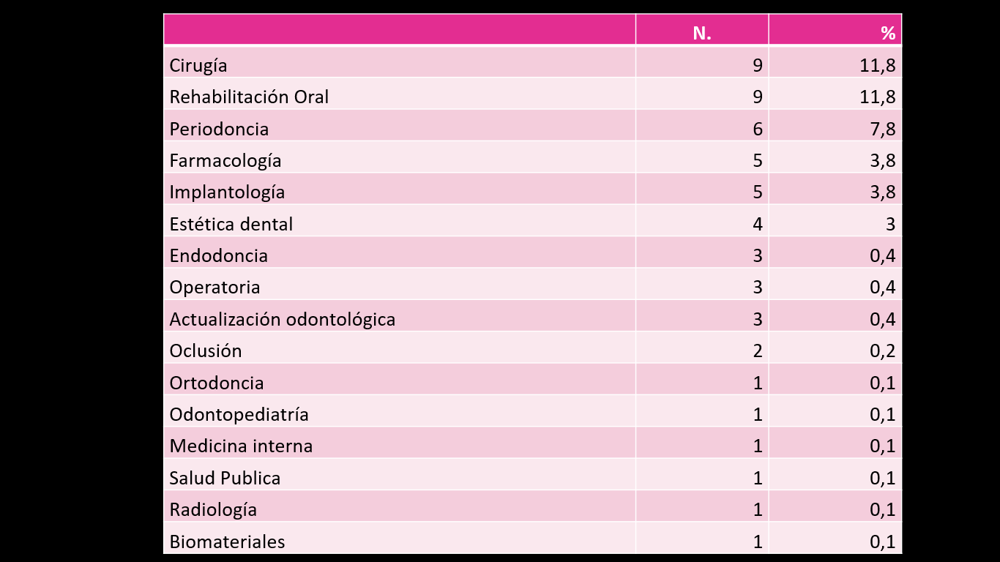 N. %
Cirugía 9 11,8
Rehabilitación Oral 9 11,8
Periodoncia 6 7,8
Farmacología 5 3,8
Implantología 5 3,8
Estética dental 4 3
Endodoncia 3 0,4
Operatoria 3 0,4
Actualización odontológica 3 0,4
Oclusión 2 0,2
Ortodoncia 1 0,1
Odontopediatría 1 0,1
Medicina interna 1 0,1
Salud Publica 1 0,1
Radiología 1 0,1
Biomateriales 1 0,1